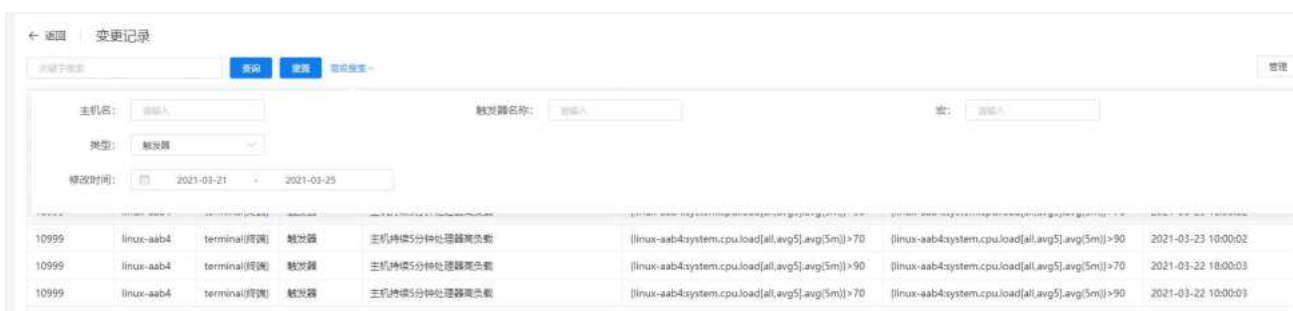 ← 返回 变更记录
关键字搜索 查询 重置 高级搜索 管理
主机名： 请输入 触发器名称： 请输入 宏： 请输入
类型： 触发器
修改时间： 2021-03-21 - 2021-03-25
10999 linux-aab4 terminal(终端) 触发器 主机持续5分钟处理器高负载 {linux-aab4:system.cpu.load[all,avg5].avg(5m)}>70 {linux-aab4:system.cpu.load[all,avg5].avg(5m)}>90 2021-03-23 10:00:02
10999 linux-aab4 terminal(终端) 触发器 主机持续5分钟处理器高负载 {linux-aab4:system.cpu.load[all,avg5].avg(5m)}>90 {linux-aab4:system.cpu.load[all,avg5].avg(5m)}>70 2021-03-22 18:00:03
10999 linux-aab4 terminal(终端) 触发器 主机持续5分钟处理器高负载 {linux-aab4:system.cpu.load[all,avg5].avg(5m)}>70 {linux-aab4:system.cpu.load[all,avg5].avg(5m)}>90 2021-03-22 10:00:03